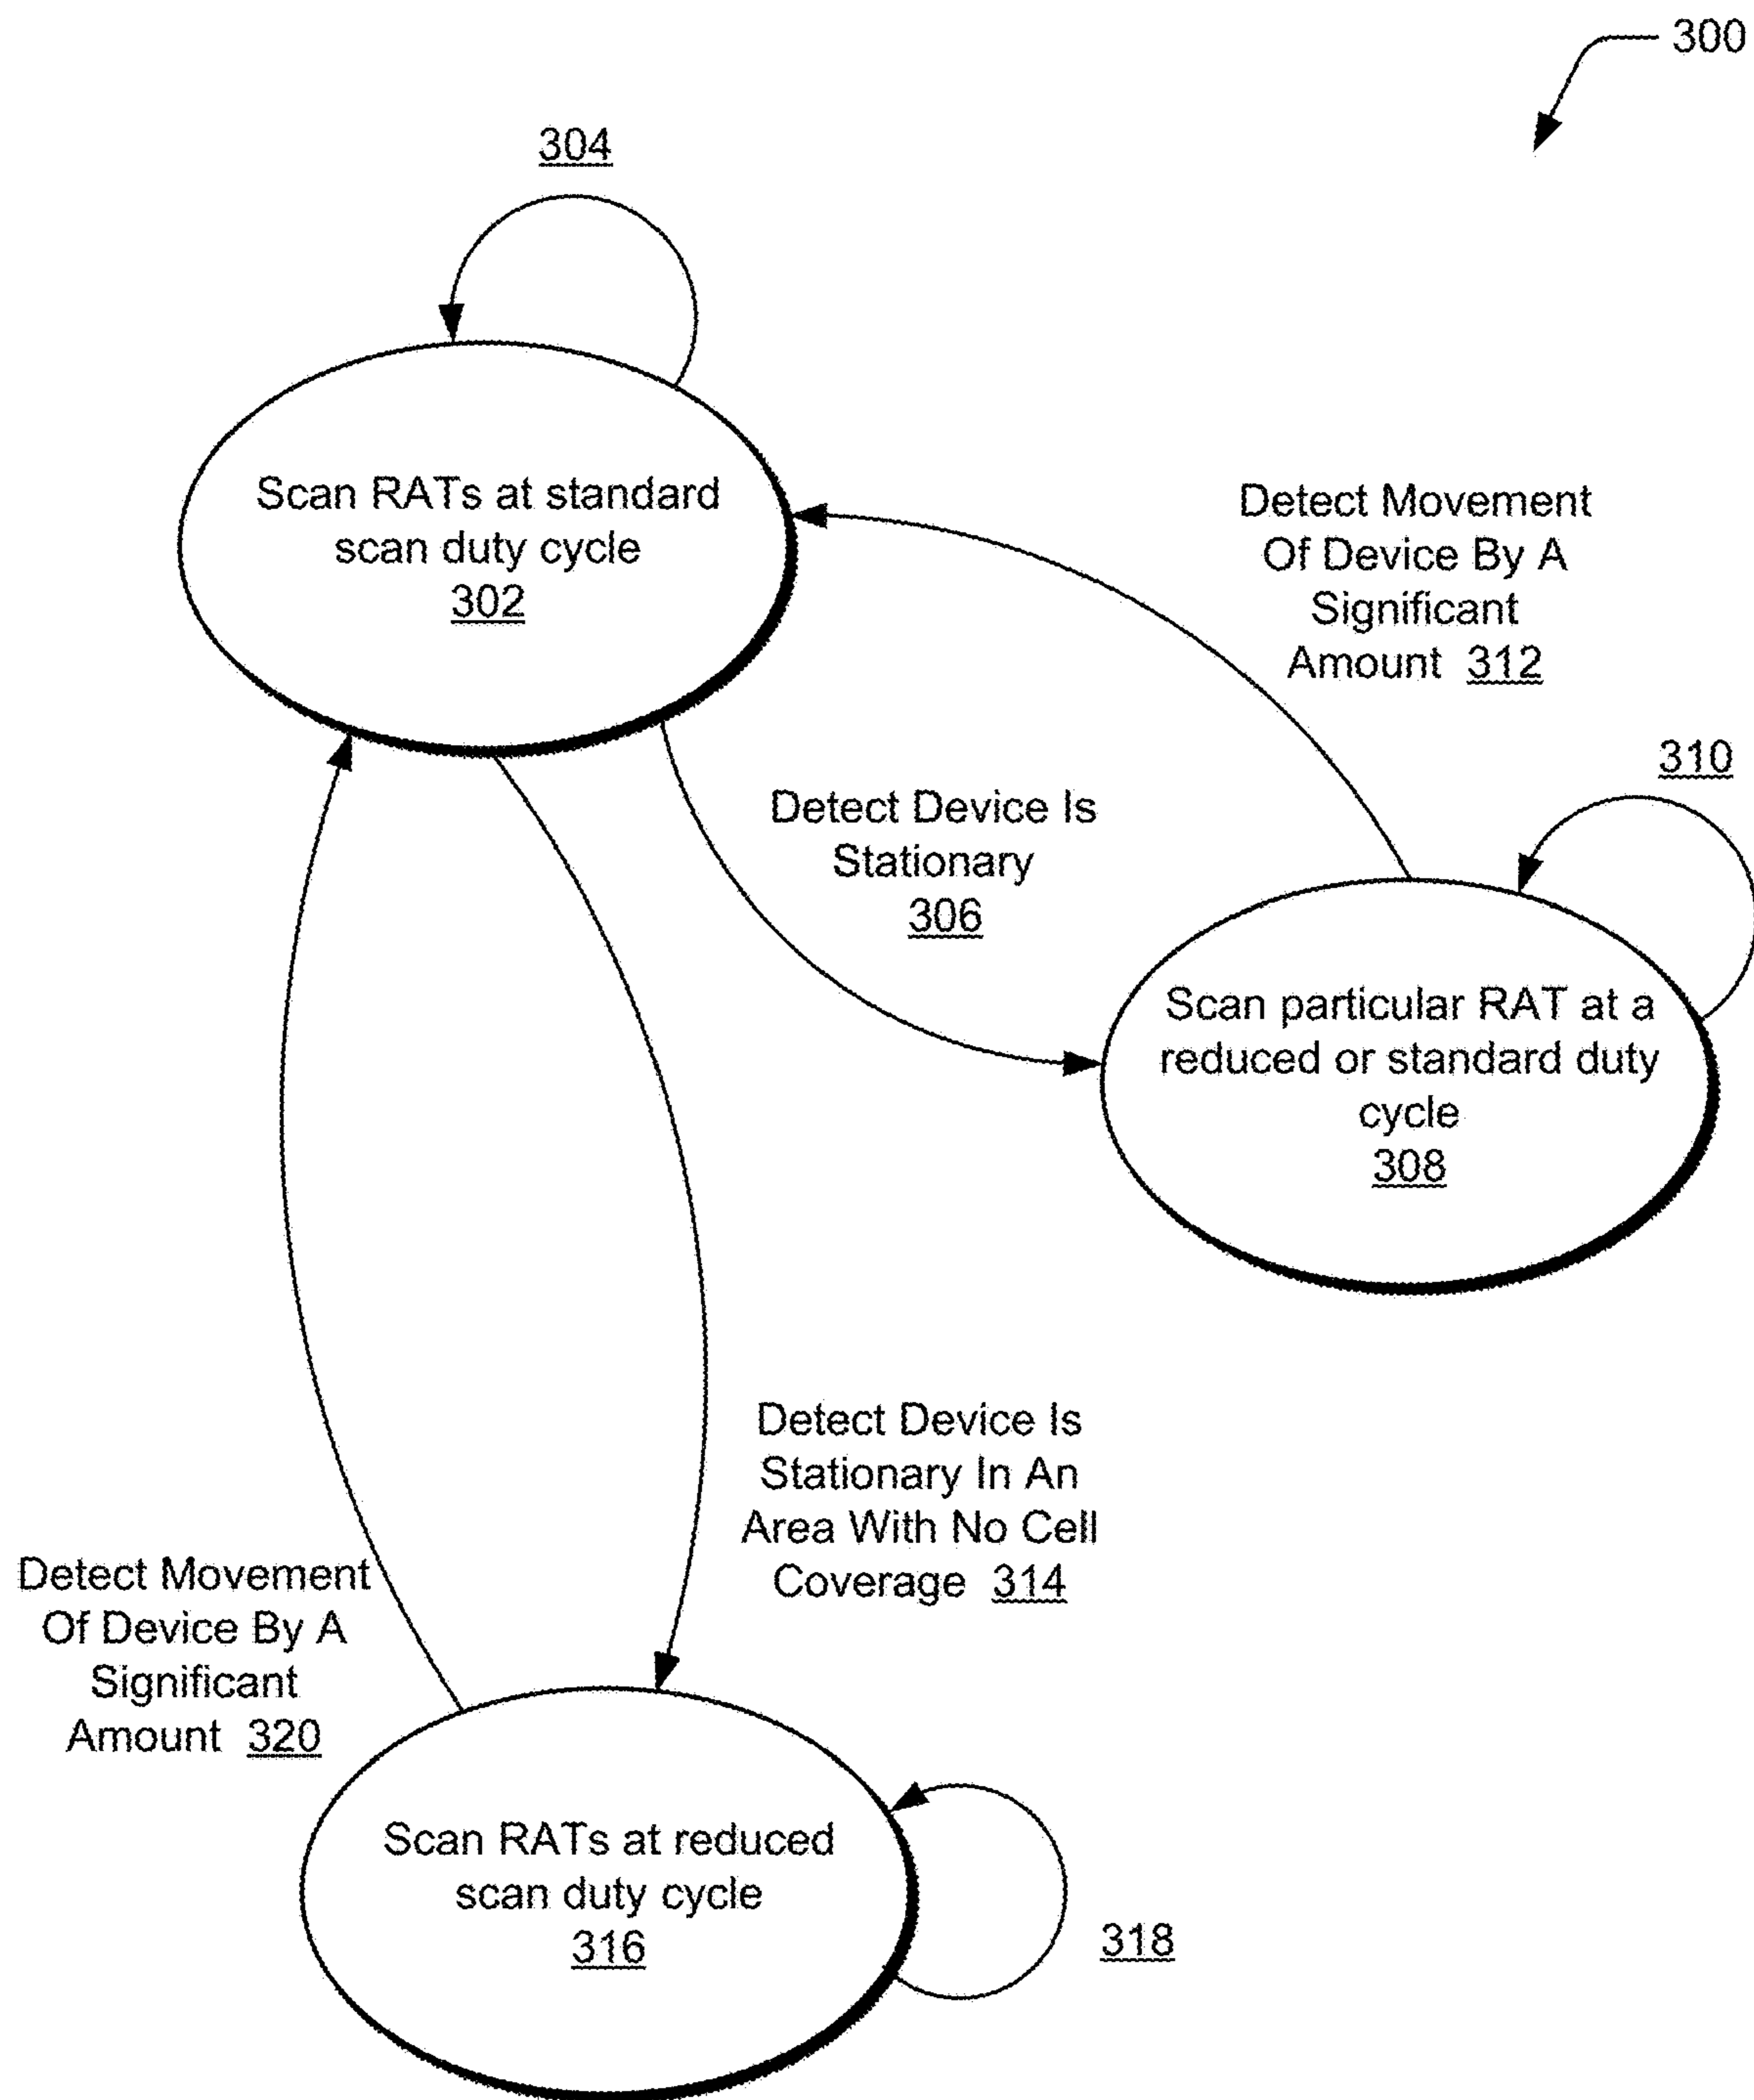 300
304
Scan RATs at standard
scan duty cycle
302
Detect Movement
Of Device By A
Significant
Amount 312
310
Detect Device Is
Stationary
306
Scan particular RAT at a
reduced or standard duty
cycle
308
Detect Device Is
Stationary In An
Area With No Cell
Coverage 314
Detect Movement
Of Device By A
Significant
Amount 320
Scan RATs at reduced
scan duty cycle
316
318